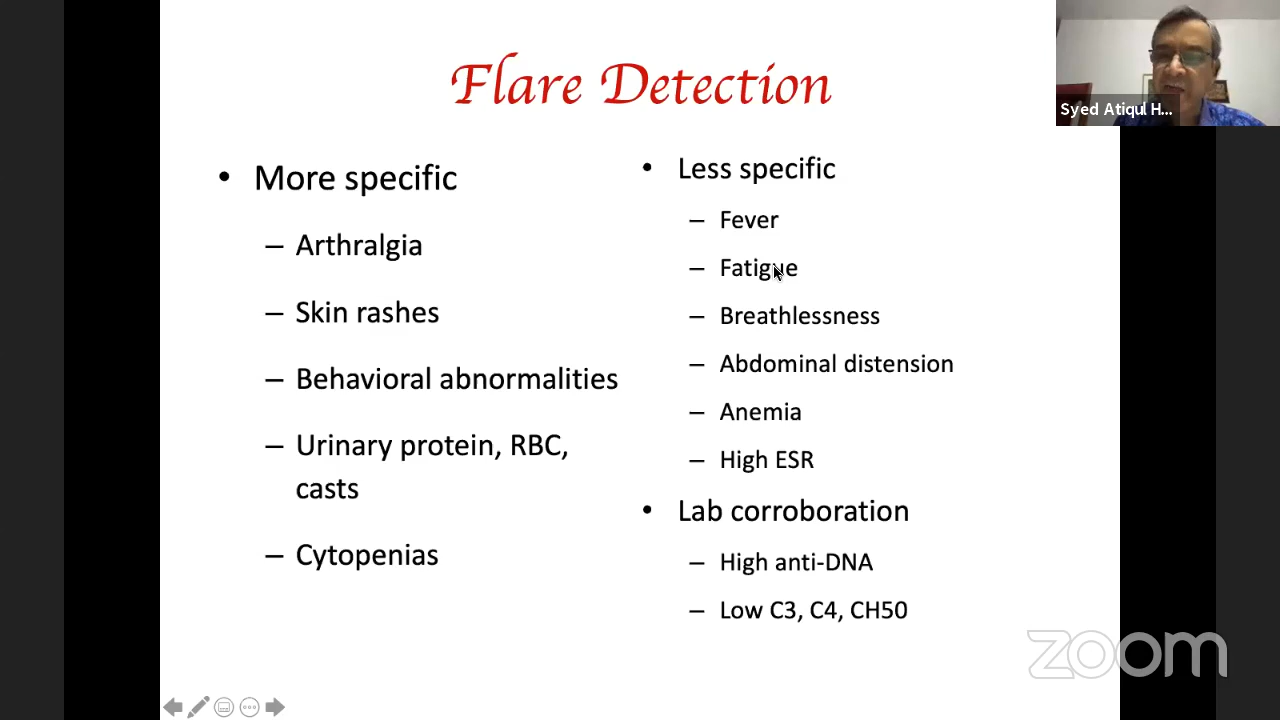 Flare Detection
Syed Atiqul H...
• More specific
– Arthralgia
– Skin rashes
– Behavioral abnormalities
– Urinary protein, RBC,
casts
– Cytopenias
• Less specific
– Fever
– Fatigue
– Breathlessness
– Abdominal distension
– Anemia
– High ESR
• Lab corroboration
– High anti-DNA
– Low C3, C4, CH50
zoom